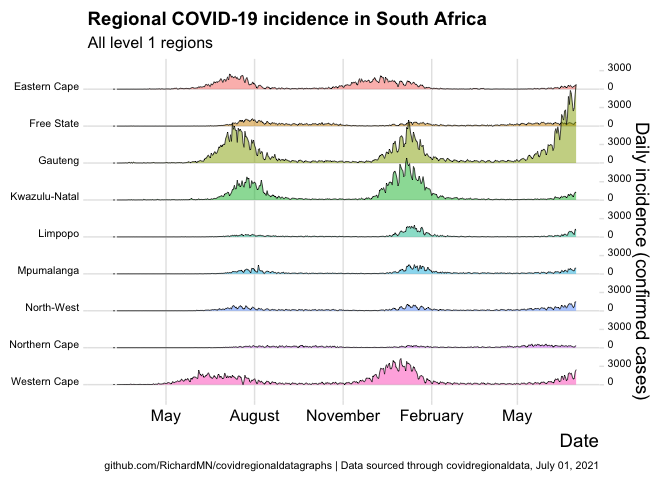 Regional COVID-19 incidence in South Africa
All level 1 regions
Eastern Cape 3000 0
Free State 3000 0
Gauteng 3000 0
Kwazulu-Natal 3000 0
Limpopo 3000 0
Mpumalanga 3000 0
North-West 3000 0
Northern Cape 3000 0
Western Cape 3000 0
Daily incidence (confirmed cases)
May August November February May
Date
github.com/RichardMN/covidregionaldatagraphs | Data sourced through covidregionaldata, July 01, 2021